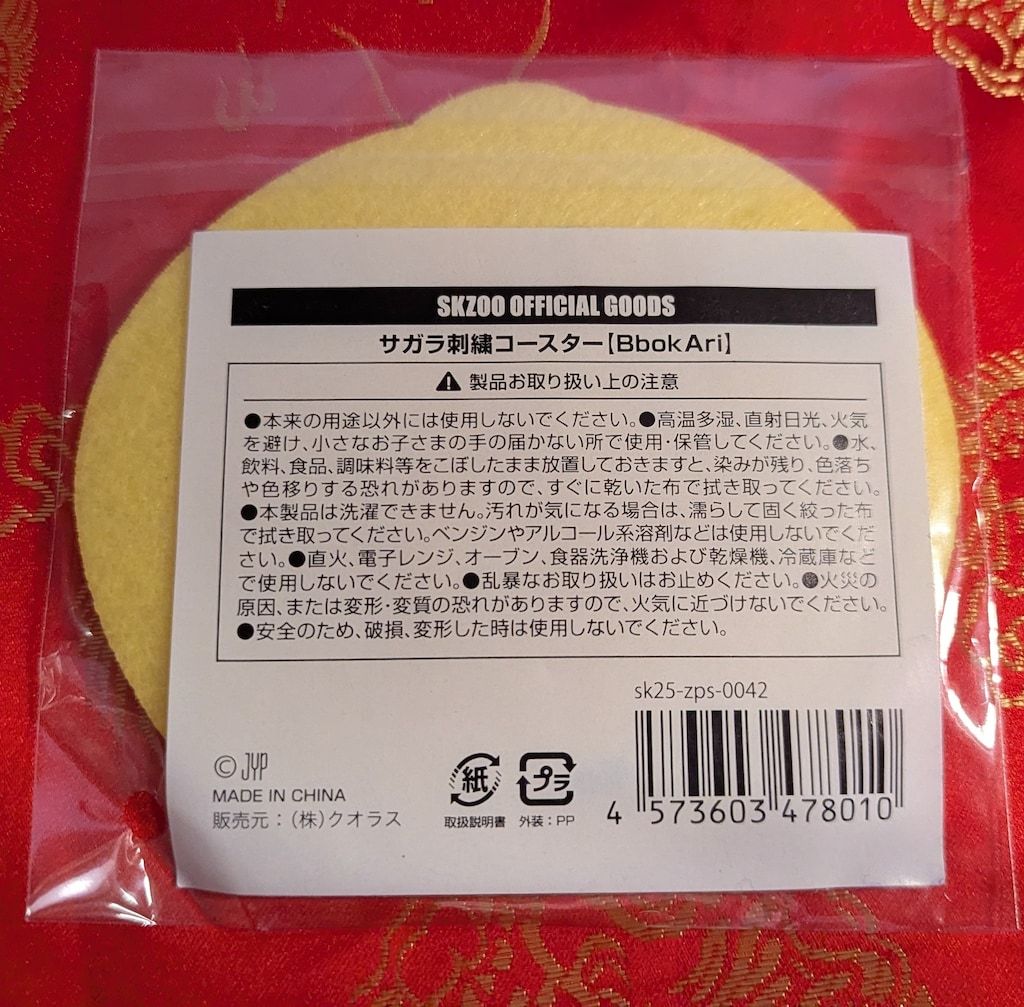 SKZOO OFFICIAL GOODS
サガラ刺繍コースター【BbokAri】
⚠ 製品お取り扱い上の注意
●本来の用途以外には使用しないでください。●高温多湿、直射日光、火気
を避け、小さなお子さまの手の届かない所で使用・保管してください。●水、
飲料、食品、調味料等をこぼしたまま放置しておきますと、染みが残り、色落ち
や色移りする恐れがありますので、すぐに乾いた布で拭き取ってください。
●本製品は洗濯できません。汚れが気になる場合は、濡らして固く絞った布
で拭き取ってください。ベンジンやアルコール系溶剤などは使用しないでくだ
さい。●直火、電子レンジ、オーブン、食器洗浄機および乾燥機、冷蔵庫など
で使用しないでください。●乱暴なお取り扱いはお止めください。●火災の
原因、または変形・変質の恐れがありますので、火気に近づけないでください。
●安全のため、破損、変形した時は使用しないでください。
sk25-zps-0042
© JYP
MADE IN CHINA
販売元:(株)クオラス
紙
取扱説明書
プラ
外装:PP
4 573603 478010